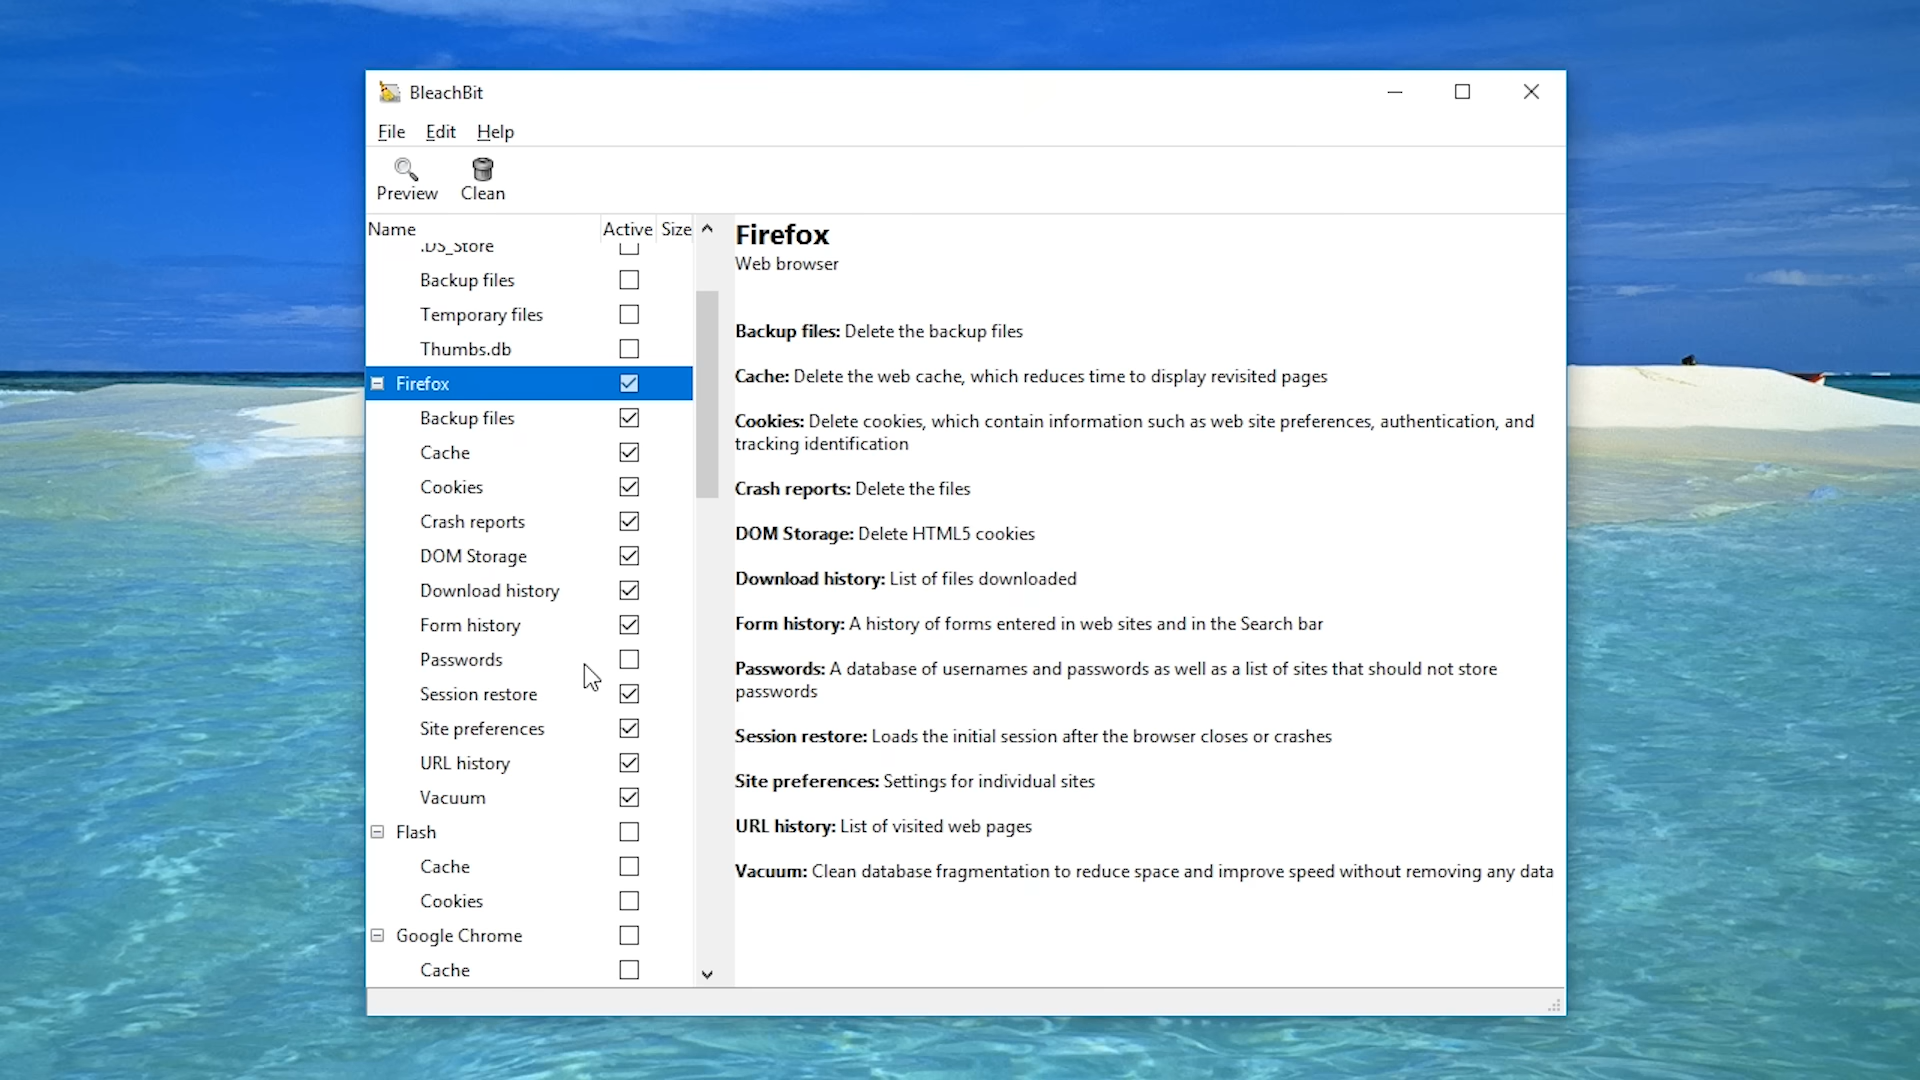 BleachBit
File Edit Help
Preview Clean
Name Active Size
.DS_Store
Backup files
Temporary files
Thumbs.db
Firefox
Backup files
Cache
Cookies
Crash reports
DOM Storage
Download history
Form history
Passwords
Session restore
Site preferences
URL history
Vacuum
Flash
Cache
Cookies
Google Chrome
Cache
Firefox
Web browser
Backup files: Delete the backup files
Cache: Delete the web cache, which reduces time to display revisited pages
Cookies: Delete cookies, which contain information such as web site preferences, authentication, and
tracking identification
Crash reports: Delete the files
DOM Storage: Delete HTML5 cookies
Download history: List of files downloaded
Form history: A history of forms entered in web sites and in the Search bar
Passwords: A database of usernames and passwords as well as a list of sites that should not store
passwords
Session restore: Loads the initial session after the browser closes or crashes
Site preferences: Settings for individual sites
URL history: List of visited web pages
Vacuum: Clean database fragmentation to reduce space and improve speed without removing any data